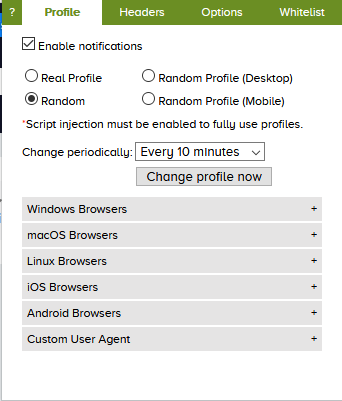 ? Profile Headers Options Whitelist
Enable notifications
Real Profile Random Profile (Desktop)
Random Random Profile (Mobile)
*Script injection must be enabled to fully use profiles.
Change periodically: Every 10 minutes
Change profile now
Windows Browsers +
macOS Browsers +
Linux Browsers +
iOS Browsers +
Android Browsers +
Custom User Agent +